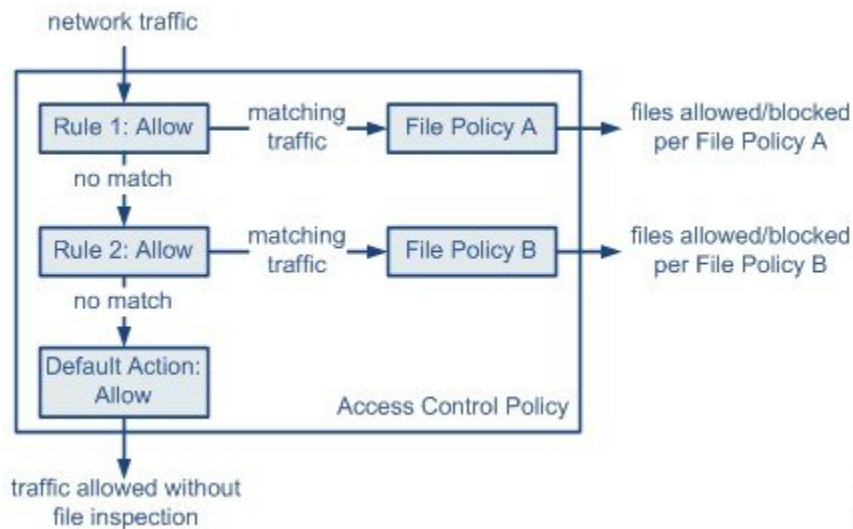 network traffic
Rule 1: Allow
matching
traffic
File Policy A
files allowed/blocked
per File Policy A
no match
Rule 2: Allow
matching
traffic
File Policy B
files allowed/blocked
per File Policy B
no match
Default Action:
Allow
Access Control Policy
traffic allowed without
file inspection